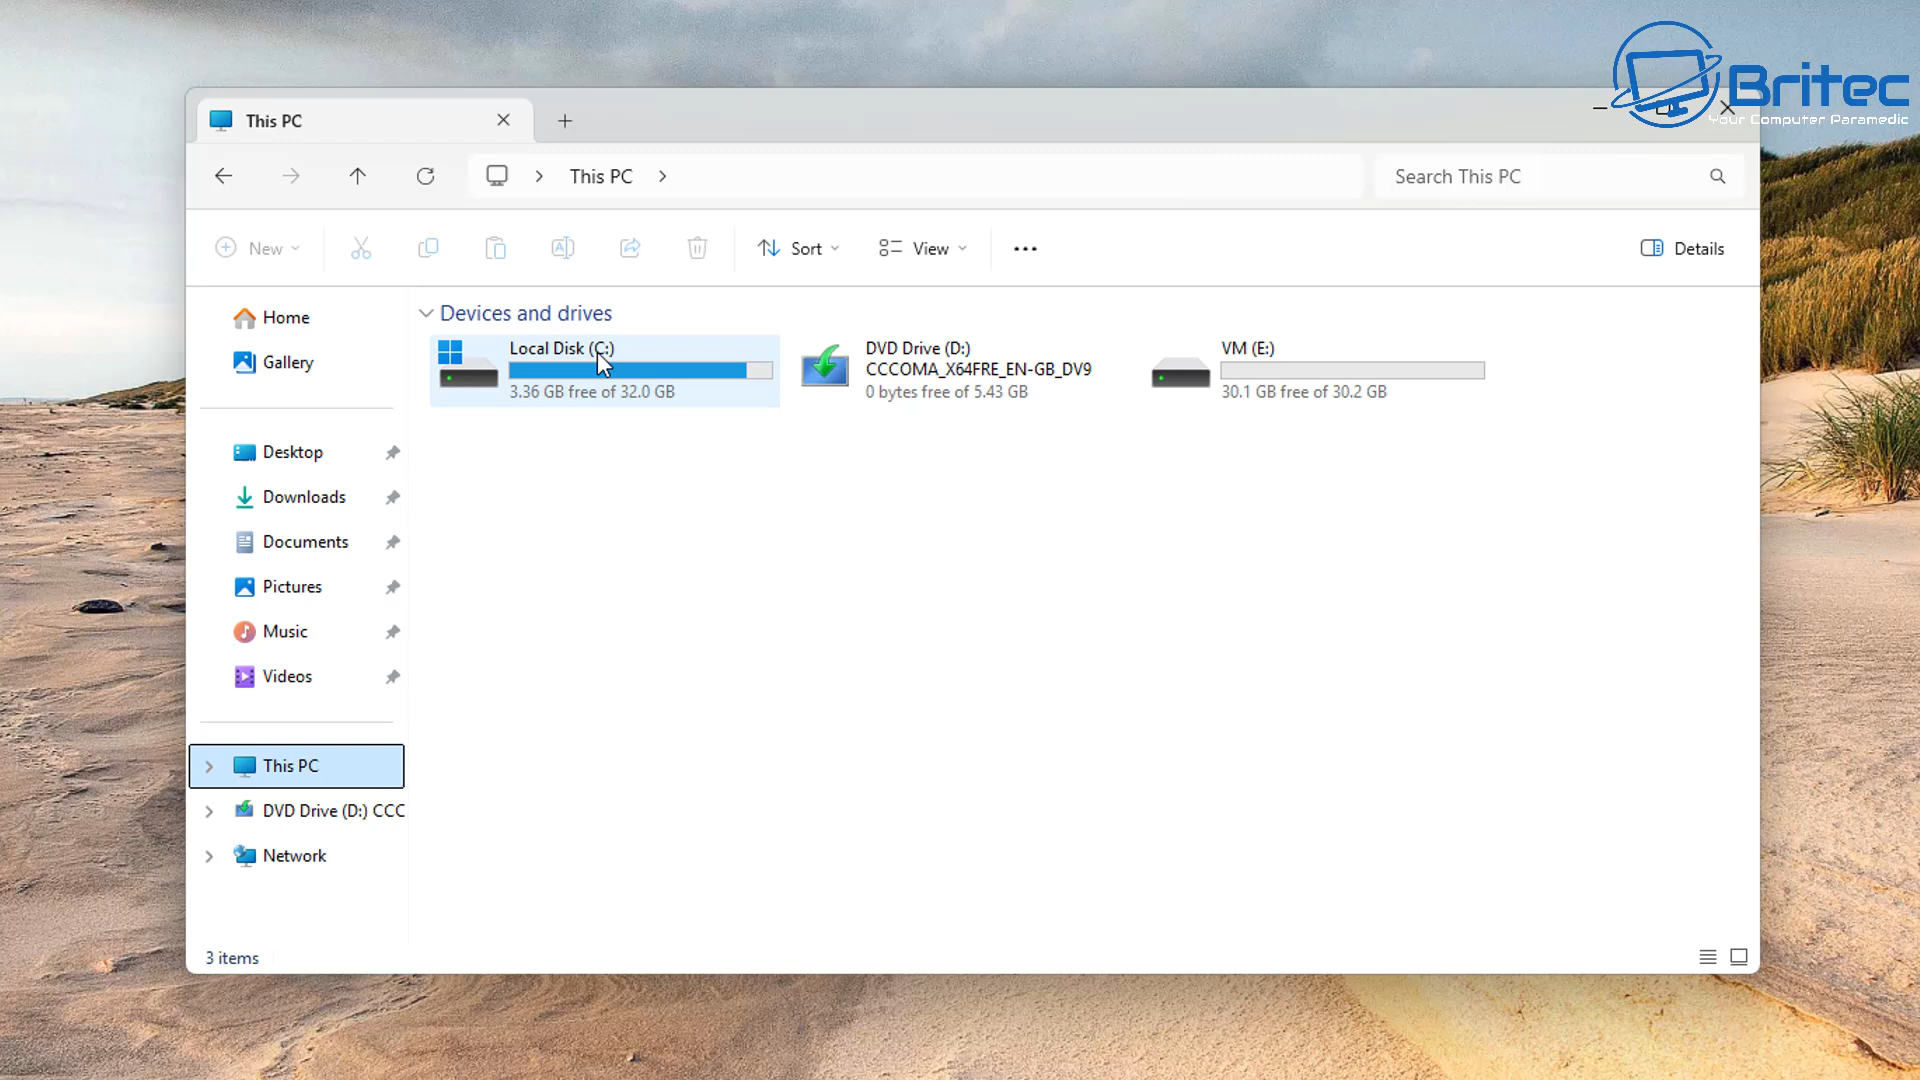 Britec
Your Computer Paramedic
This PC
This PC
Search This PC
New
Sort
View
Details
Home
Gallery
Desktop
Downloads
Documents
Pictures
Music
Videos
This PC
DVD Drive (D:) CCC
Network
Devices and drives
Local Disk (C:)
3.36 GB free of 32.0 GB
DVD Drive (D:)
CCCOMA_X64FRE_EN-GB_DV9
0 bytes free of 5.43 GB
VM (E:)
30.1 GB free of 30.2 GB
3 items